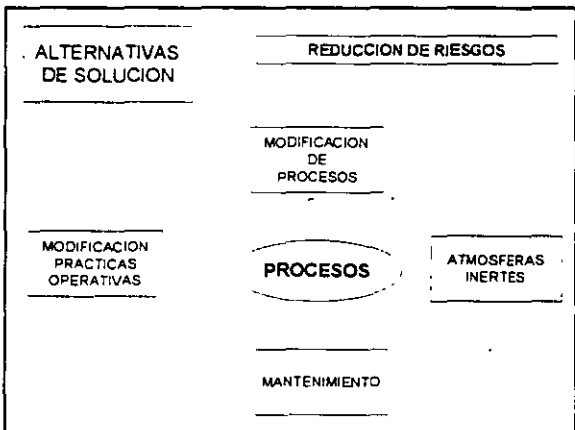 ALTERNATIVAS
DE SOLUCION
REDUCCION DE RIESGOS
MODIFICACION
DE
PROCESOS
MODIFICACION
PRACTICAS
OPERATIVAS
PROCESOS
ATMOSFERAS
INERTES
MANTENIMIENTO